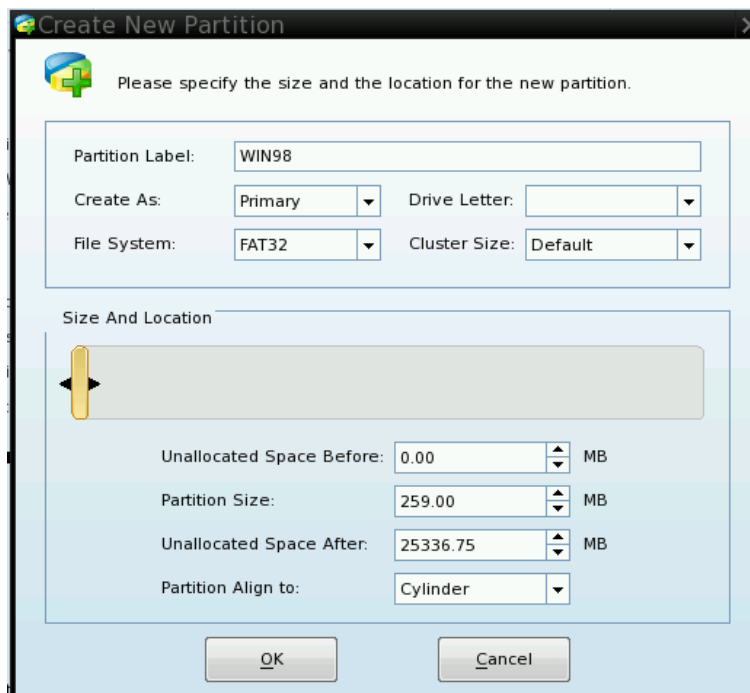 Create New Partition
Please specify the size and the location for the new partition.
Partition Label: WIN98
Create As: Primary Drive Letter:
File System: FAT32 Cluster Size: Default
Size And Location
Unallocated Space Before: 0.00 MB
Partition Size: 259.00 MB
Unallocated Space After: 25336.75 MB
Partition Align to: Cylinder
OK Cancel